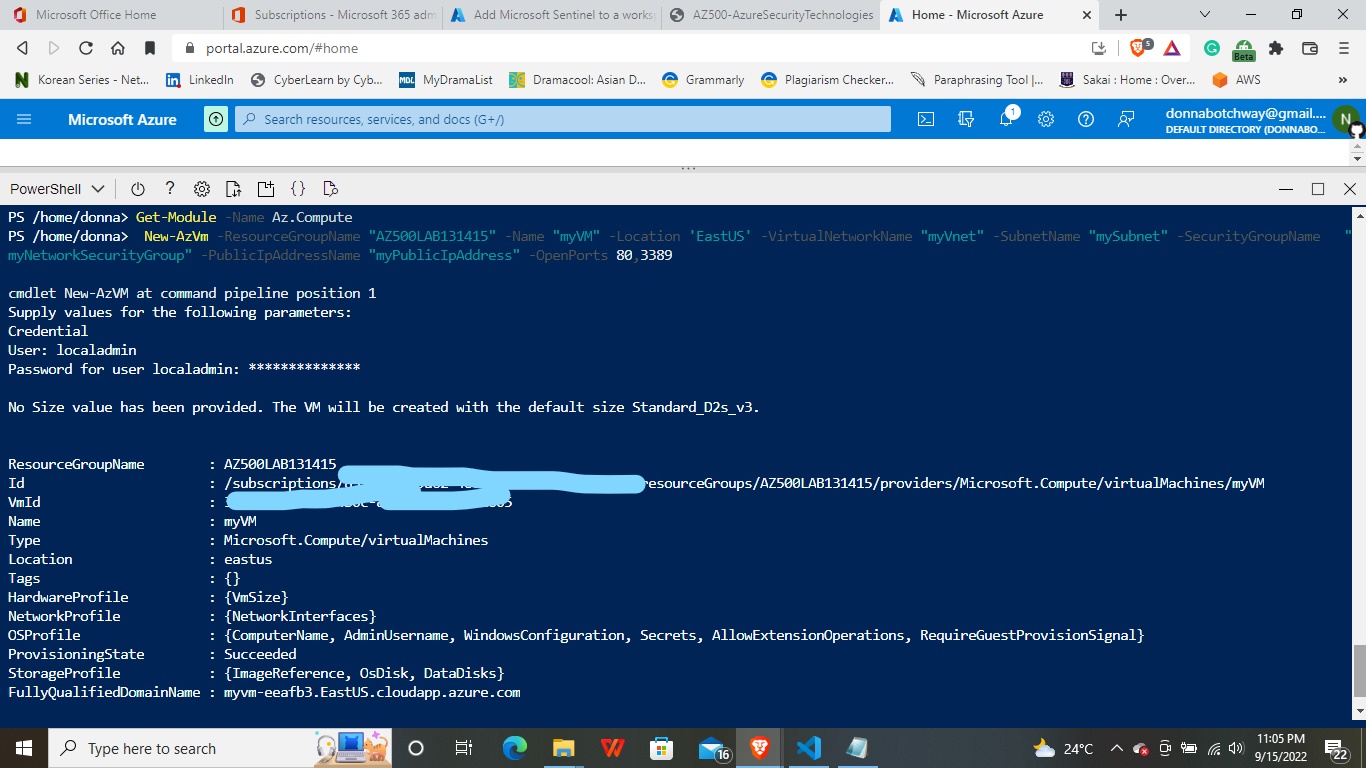 Microsoft Office Home
Subscriptions - Microsoft 365 adm
Add Microsoft Sentinel to a worksp
AZ500-AzureSecurityTechnologies
Home - Microsoft Azure
portal.azure.com/#home
5
Beta
Korean Series - Net...
LinkedIn
CyberLearn by Cyb...
MDL MyDramaList
Dramacool: Asian D...
Grammarly
Plagiarism Checker...
Paraphrasing Tool |...
Sakai : Home : Over...
AWS
»
Microsoft Azure
Search resources, services, and docs (G+/)
1
donnabotchway@gmail....
DEFAULT DIRECTORY (DONNABO...
N
PowerShell
PS /home/donna> Get-Module -Name Az.Compute
PS /home/donna>  New-AzVm -ResourceGroupName "AZ500LAB131415" -Name "myVM" -Location 'EastUS' -VirtualNetworkName "myVnet" -SubnetName "mySubnet" -SecurityGroupName   "
myNetworkSecurityGroup" -PublicIpAddressName "myPublicIpAddress" -OpenPorts 80,3389
cmdlet New-AzVM at command pipeline position 1
Supply values for the following parameters:
Credential
User: localadmin
Password for user localadmin: **************
No Size value has been provided. The VM will be created with the default size Standard_D2s_v3.
ResourceGroupName : AZ500LAB131415
Id : /subscriptions/ resourceGroups/AZ500LAB131415/providers/Microsoft.Compute/virtualMachines/myVM
VmId :
Name : myVM
Type : Microsoft.Compute/virtualMachines
Location : eastus
Tags : {}
HardwareProfile : {VmSize}
NetworkProfile : {NetworkInterfaces}
OSProfile : {ComputerName, AdminUsername, WindowsConfiguration, Secrets, AllowExtensionOperations, RequireGuestProvisionSignal}
ProvisioningState : Succeeded
StorageProfile : {ImageReference, OsDisk, DataDisks}
FullyQualifiedDomainName : myvm-eeafb3.EastUS.cloudapp.azure.com
Type here to search
16
24°C
11:05 PM
9/15/2022
22